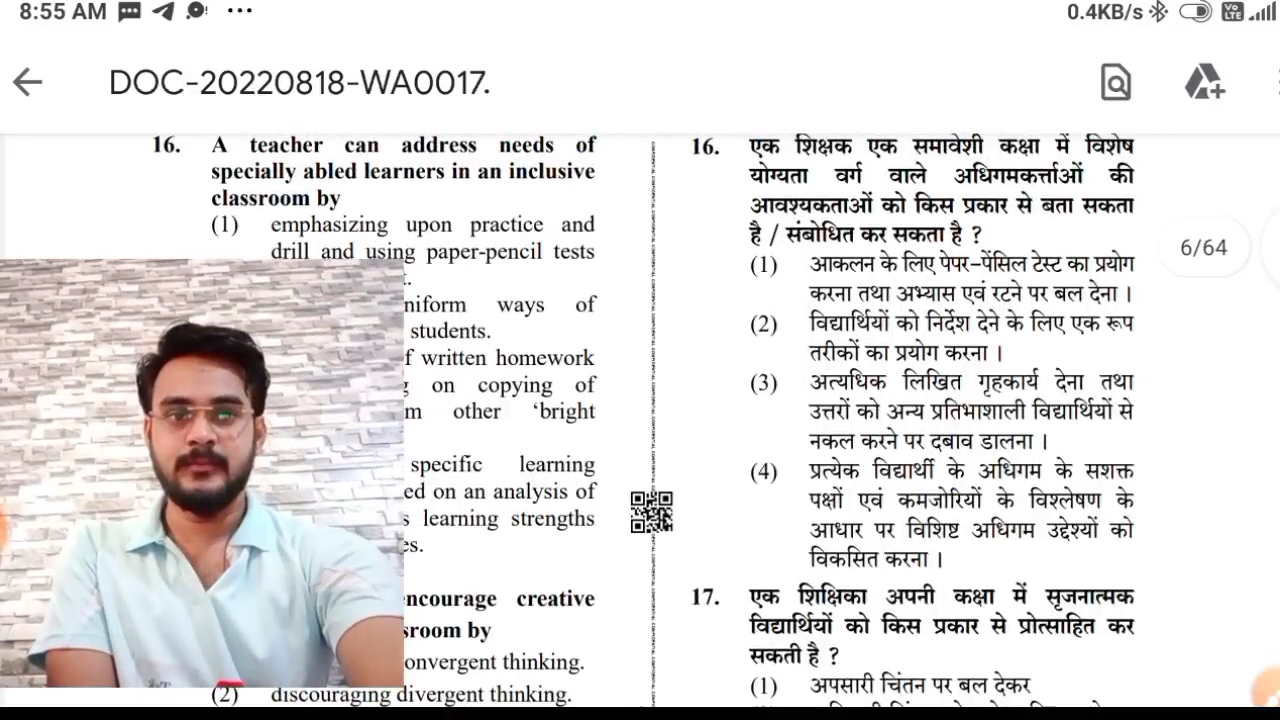 8:55 AM
0.4KB/s
DOC-20220818-WA0017.
16. A teacher can address needs of
specially abled learners in an inclusive
classroom by
(1) emphasizing upon practice and
drill and using paper-pencil tests
niform ways of
students.
f written homework
g on copying of
m other ‘bright
specific learning
ed on an analysis of
s learning strengths
es.
ncourage creative
sroom by
onvergent thinking.
(2) discouraging divergent thinking.
16. एक शिक्षक एक समावेशी कक्षा में विशेष
योग्यता वर्ग वाले अधिगमकर्त्ताओं की
आवश्यकताओं को किस प्रकार से बता सकता
है / संबोधित कर सकता है ?
(1) आकलन के लिए पेपर-पेंसिल टेस्ट का प्रयोग
करना तथा अभ्यास एवं रटने पर बल देना ।
(2) विद्यार्थियों को निर्देश देने के लिए एक रूप
तरीकों का प्रयोग करना ।
(3) अत्यधिक लिखित गृहकार्य देना तथा
उत्तरों को अन्य प्रतिभाशाली विद्यार्थियों से
नकल करने पर दबाव डालना ।
(4) प्रत्येक विद्यार्थी के अधिगम के सशक्त
पक्षों एवं कमजोरियों के विश्लेषण के
आधार पर विशिष्ट अधिगम उद्देश्यों को
विकसित करना ।
17. एक शिक्षिका अपनी कक्षा में सृजनात्मक
विद्यार्थियों को किस प्रकार से प्रोत्साहित कर
सकती है ?
(1) अपसारी चिंतन पर बल देकर
6/64